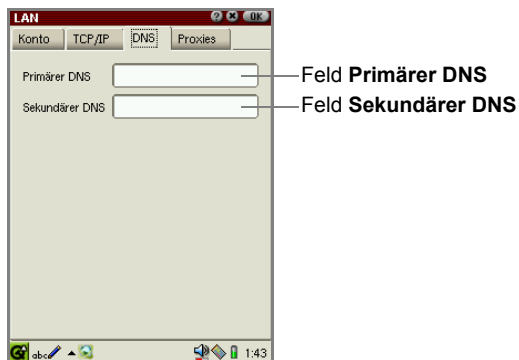 LAN
? X OK
Konto TCP/IP DNS Proxies
Primärer DNS
Feld Primärer DNS
Sekundärer DNS
Feld Sekundärer DNS
abc 1:43